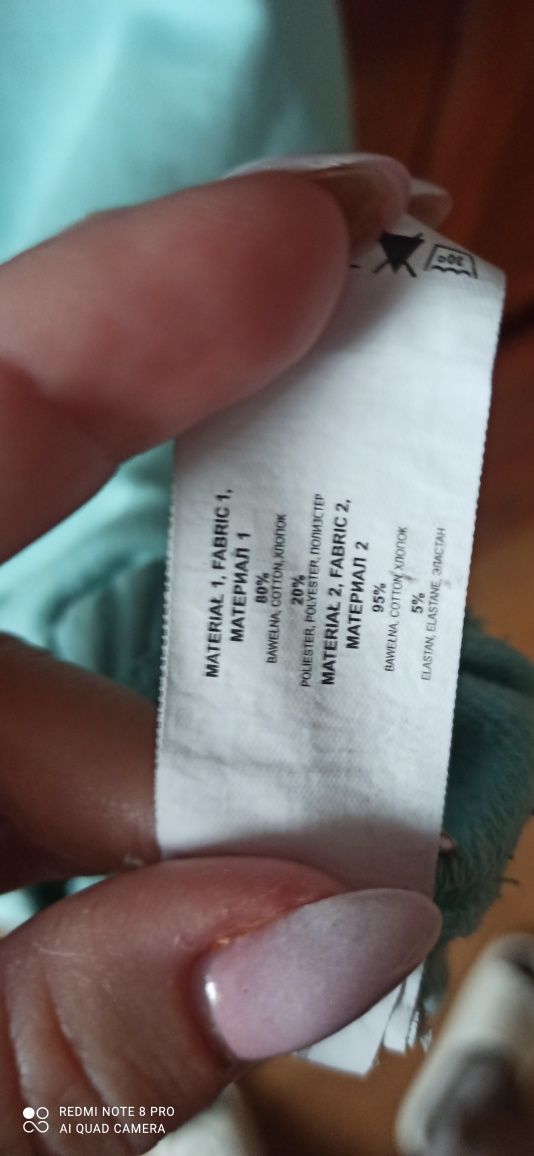 30°
MATERIAŁ 1, FABRIC 1,
МАТЕРИАЛ 1
80%
BAWEŁNA, COTTON, ХЛОПОК
20%
POLIESTER, POLYESTER, ПОЛИЭСТЕР
MATERIAŁ 2, FABRIC 2,
МАТЕРИАЛ 2
95%
BAWEŁNA, COTTON, ХЛОПОК
5%
ELASTAN, ELASTANE, ЭЛАСТАН
REDMI NOTE 8 PRO
AI QUAD CAMERA